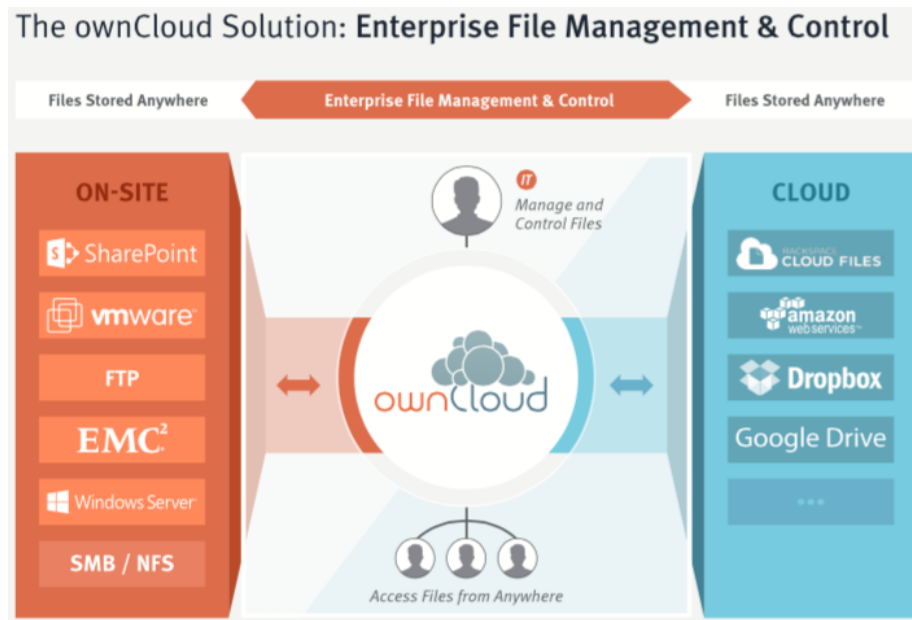 The ownCloud Solution: Enterprise File Management & Control
Files Stored Anywhere
Enterprise File Management & Control
Files Stored Anywhere
ON-SITE
SharePoint
vmware
FTP
EMC²
Windows Server
SMB / NFS
IT
Manage and
Control Files
ownCloud
Access Files from Anywhere
CLOUD
RACKSPACE
CLOUD FILES
amazon
webservices™
Dropbox
Google Drive
...